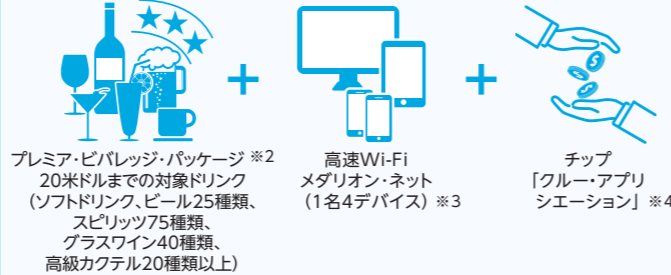 プレミア・ビバレッジ・パッケージ ※2
20米ドルまでの対象ドリンク
（ソフトドリンク、ビール25種類、
スピリッツ75種類、
グラスワイン40種類、
高級カクテル20種類以上）
高速Wi-Fi
メダリオン・ネット
（1名4デバイス）※3
チップ
「クルー・アプリ
シエーション」※4